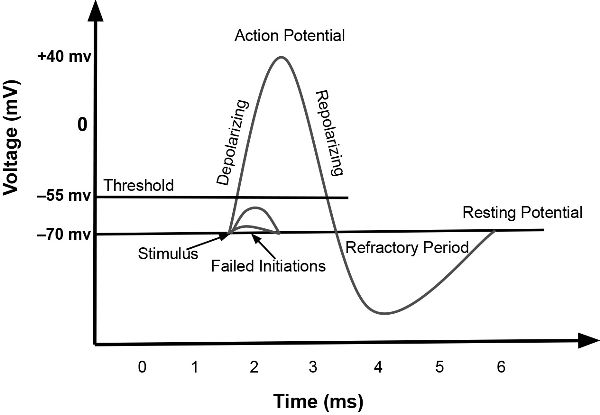 Action Potential
+40 mv
Depolarizing
Repolarizing
Voltage (mV)
0
Threshold
–55 mv
Resting Potential
–70 mv
Refractory Period
Stimulus
Failed Initiations
0 1 2 3 4 5 6
Time (ms)